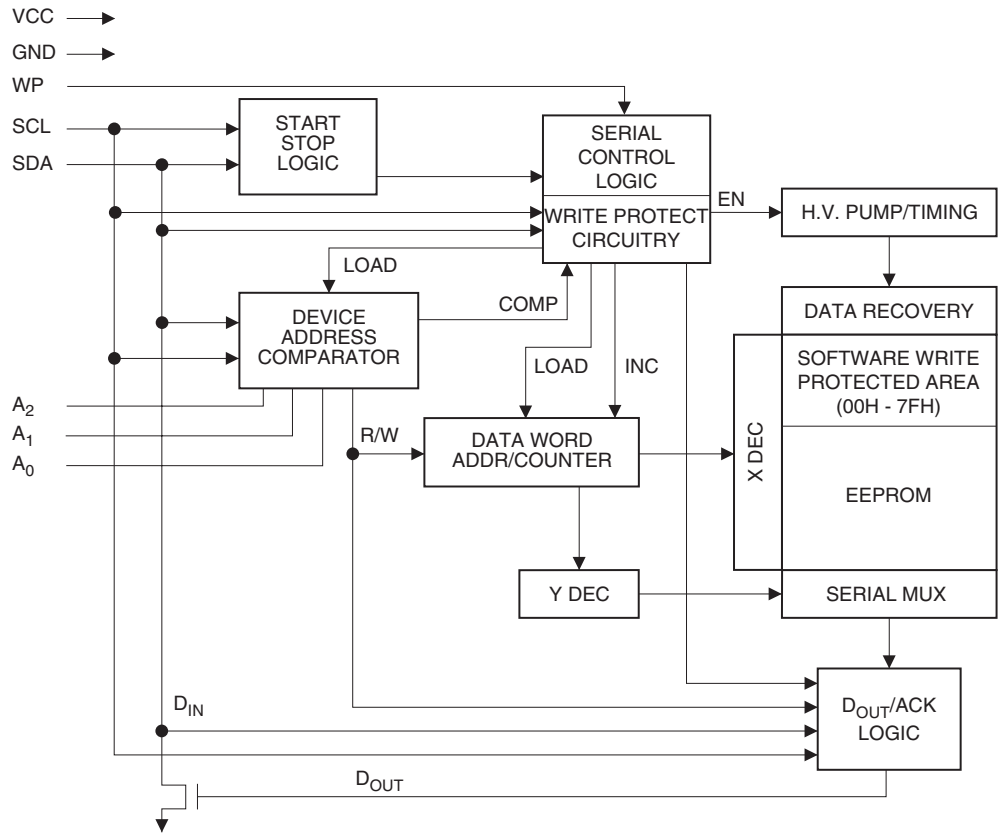 VCC
GND
WP
SCL
SDA
START
STOP
LOGIC
SERIAL
CONTROL
LOGIC
WRITE PROTECT
CIRCUITRY
EN
H.V. PUMP/TIMING
LOAD
COMP
DEVICE
ADDRESS
COMPARATOR
LOAD
INC
DATA RECOVERY
SOFTWARE WRITE
PROTECTED AREA
(00H - 7FH)
A2
A1
A0
R/W
DATA WORD
ADDR/COUNTER
X DEC
EEPROM
Y DEC
SERIAL MUX
DIN
DOUT/ACK
LOGIC
DOUT